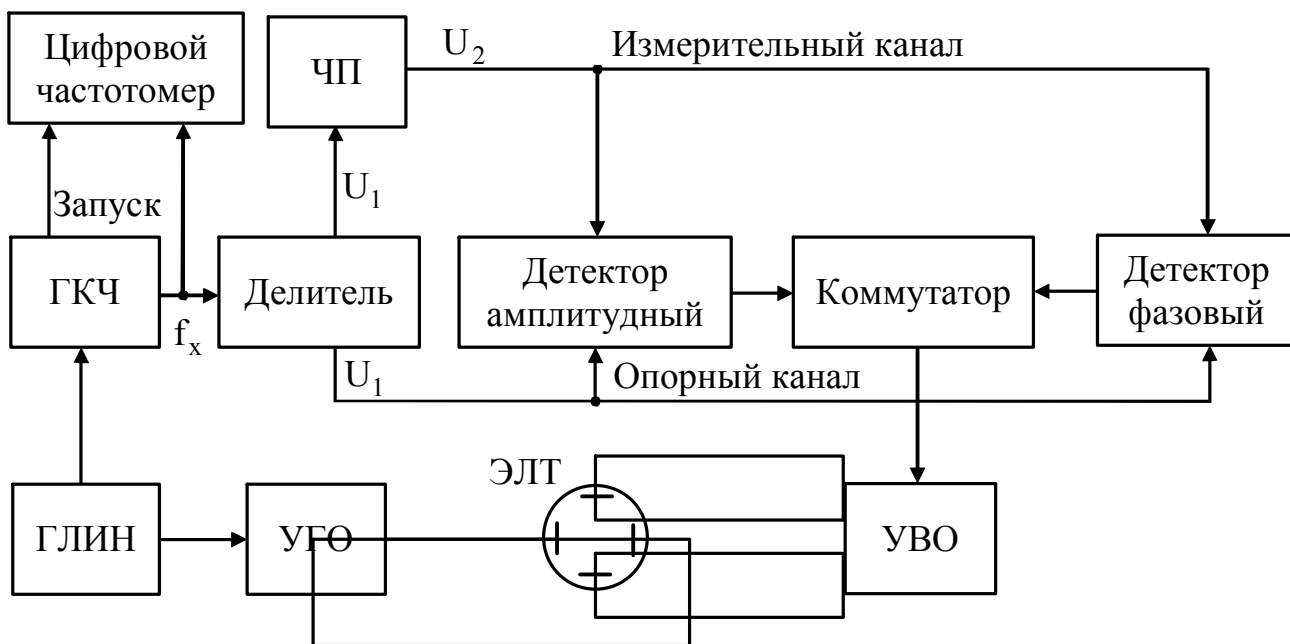 Цифровой
частотомер
ЧП
U₂
Измерительный канал
Запуск
U₁
ГКЧ
fₓ
Делитель
Детектор
амплитудный
Коммутатор
Детектор
фазовый
U₁
Опорный канал
ЭЛТ
ГЛИН
УГО
УВО